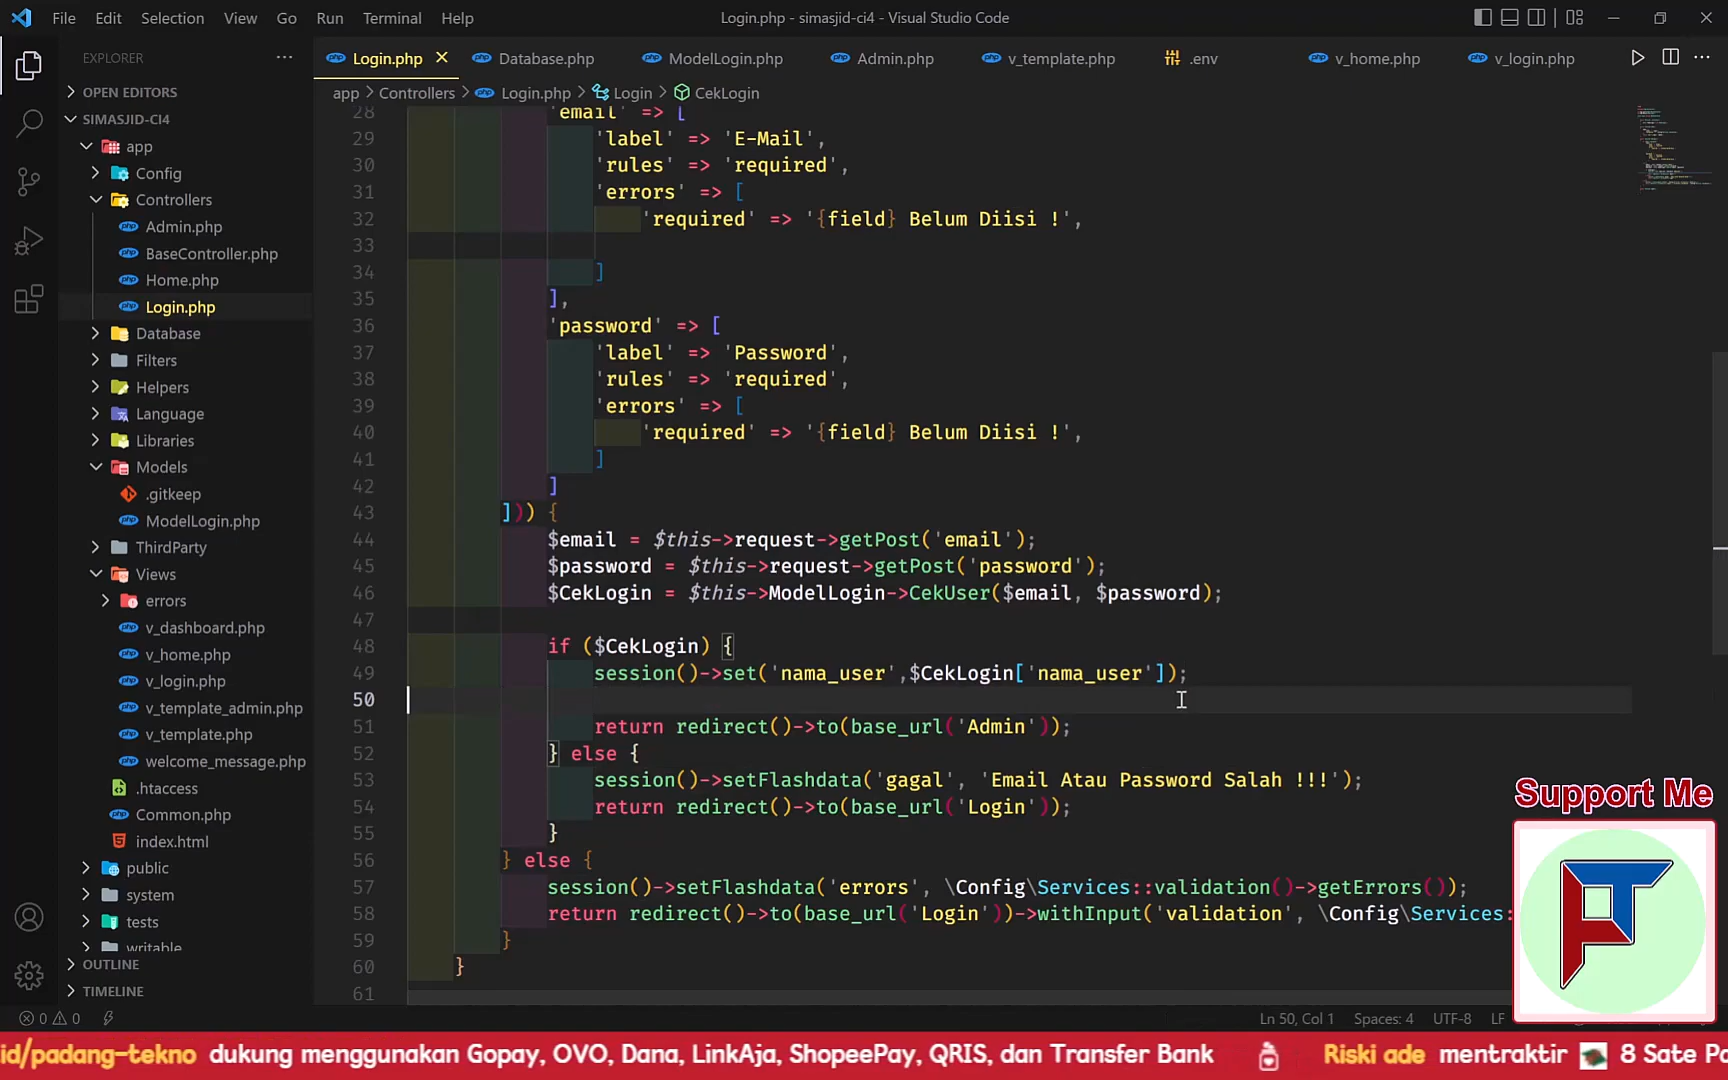 File Edit Selection View Go Run Terminal Help
Login.php - simasjid-ci4 - Visual Studio Code
EXPLORER
Login.php Database.php ModelLogin.php Admin.php v_template.php .env v_home.php v_login.php
app > Controllers > Login.php > Login > CekLogin
OPEN EDITORS
SIMASJID-CI4
app
Config
Controllers
Admin.php
BaseController.php
Home.php
Login.php
Database
Filters
Helpers
Language
Libraries
Models
.gitkeep
ModelLogin.php
ThirdParty
Views
errors
v_dashboard.php
v_home.php
v_login.php
v_template_admin.php
v_template.php
welcome_message.php
.htaccess
Common.php
index.html
public
system
tests
writable
OUTLINE
TIMELINE
28 'email' => [
29 'label' => 'E-Mail',
30 'rules' => 'required',
31 'errors' => [
32 'required' => '{field} Belum Diisi !',
33
34 ]
35 ],
36 'password' => [
37 'label' => 'Password',
38 'rules' => 'required',
39 'errors' => [
40 'required' => '{field} Belum Diisi !',
41 ]
42 ]
43 ])) {
44 $email = $this->request->getPost('email');
45 $password = $this->request->getPost('password');
46 $CekLogin = $this->ModelLogin->CekUser($email, $password);
47
48 if ($CekLogin) {
49 session()->set('nama_user',$CekLogin['nama_user']);
50
51 return redirect()->to(base_url('Admin'));
52 } else {
53 session()->setFlashdata('gagal', 'Email Atau Password Salah !!!');
54 return redirect()->to(base_url('Login'));
55 }
56 } else {
57 session()->setFlashdata('errors', \Config\Services::validation()->getErrors());
58 return redirect()->to(base_url('Login'))->withInput('validation', \Config\Services:
59 }
60 }
61
Support Me
0 0
Ln 50, Col 1 Spaces: 4 UTF-8 LF
id/padang-tekno dukung menggunakan Gopay, OVO, Dana, LinkAja, ShopeePay, QRIS, dan Transfer Bank Riski ade mentraktir 8 Sate Pa